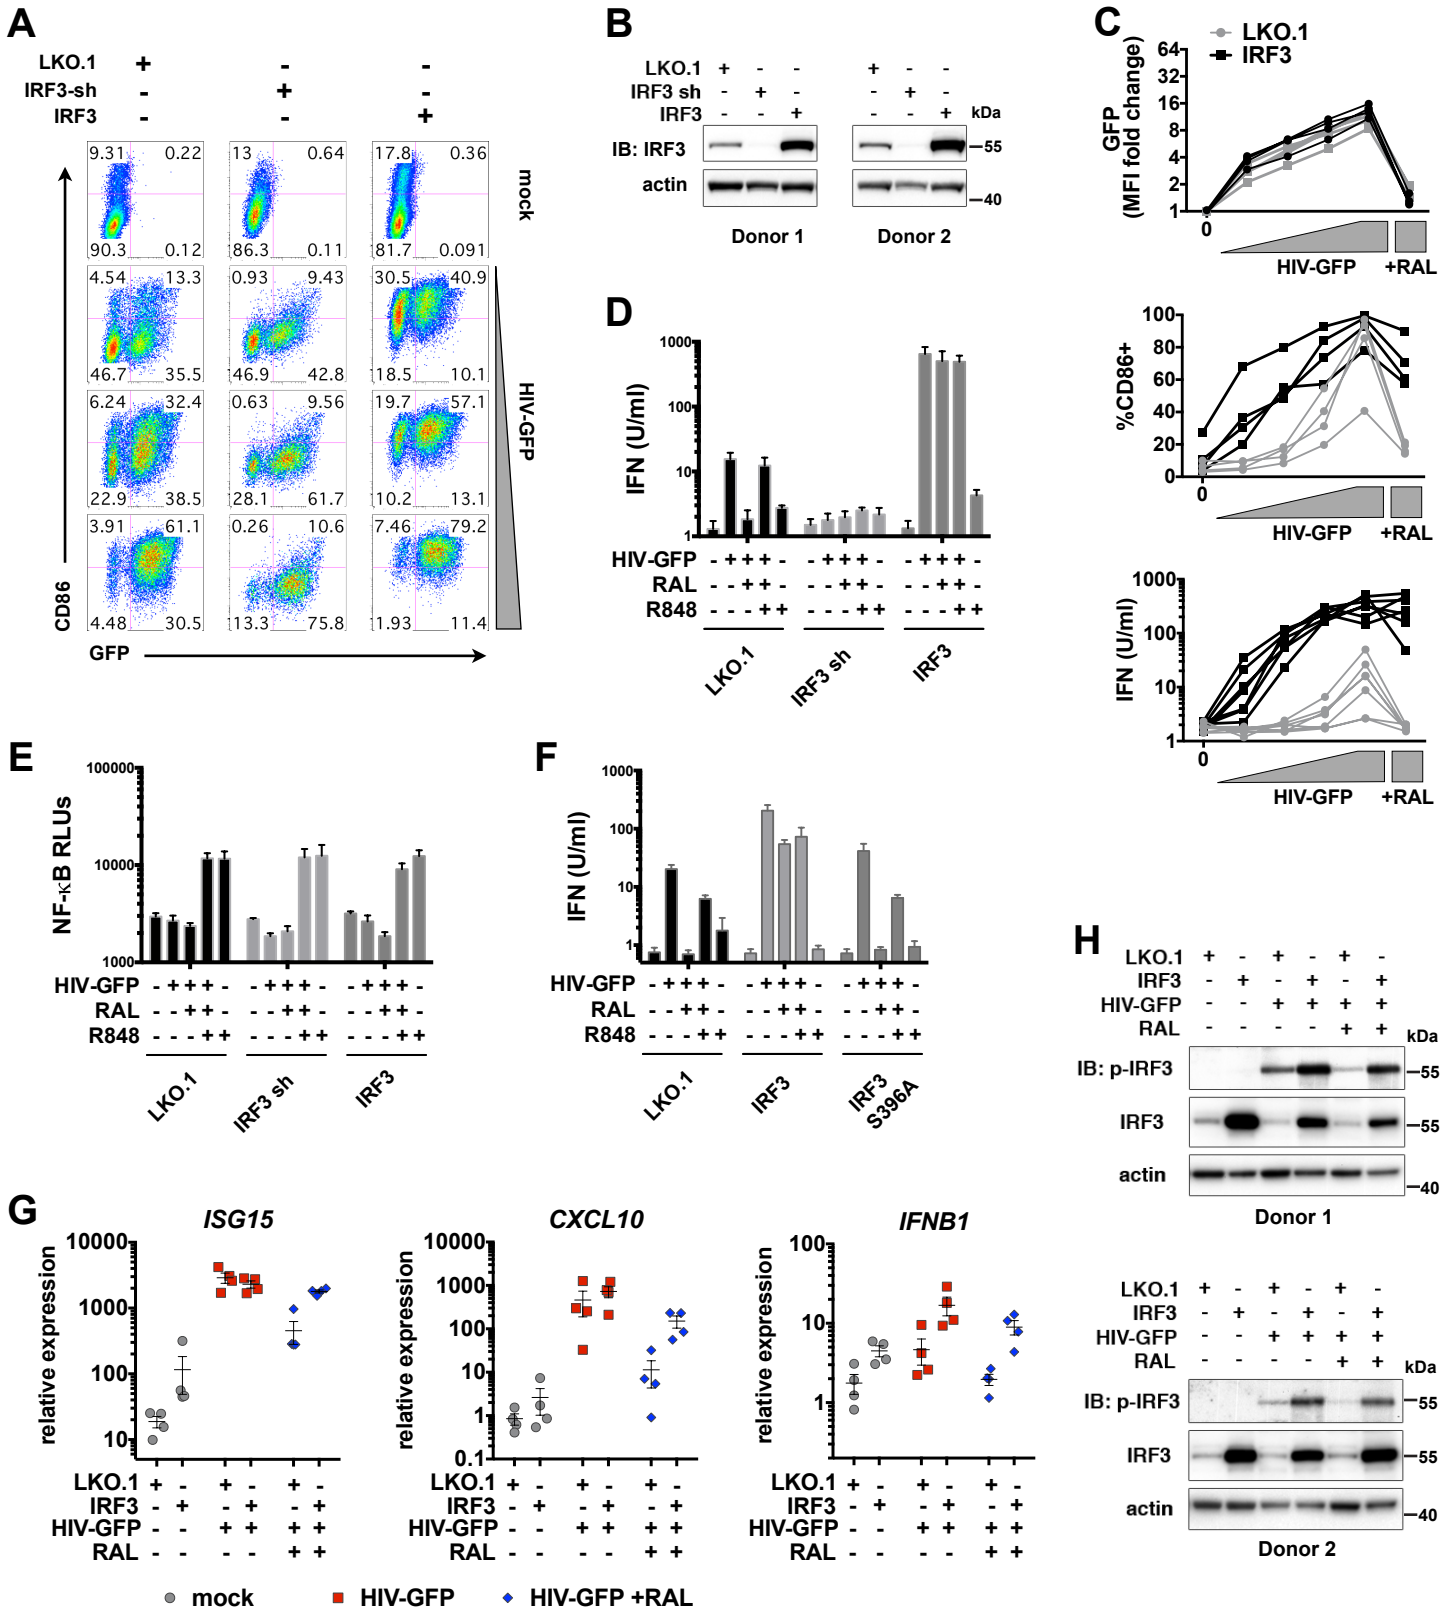 A
LKO.1 + - -
IRF3-sh - + -
IRF3 - - +
9.31 0.22 13 0.64 17.8 0.36
90.3 0.12 86.3 0.11 81.7 0.091
mock
4.54 13.3 0.93 9.43 30.5 40.9
46.7 35.5 46.9 42.8 18.5 10.1
6.24 32.4 0.63 9.56 19.7 57.1
22.9 38.5 28.1 61.7 10.2 13.1
3.91 61.1 0.26 10.6 7.46 79.2
4.48 30.5 13.3 75.8 1.93 11.4
HIV-GFP
CD86
GFP
B
LKO.1 + - - + - -
IRF3 sh - + - - + -
IRF3 - - + - - + kDa
IB: IRF3 55
actin 40
Donor 1 Donor 2
C
LKO.1
IRF3
GFP
(MFI fold change)
64
32
16
8
4
2
1
0
HIV-GFP +RAL
%CD86+
100
80
60
40
20
0
0
HIV-GFP +RAL
IFN (U/ml)
1000
100
10
1
0
HIV-GFP +RAL
D
IFN (U/ml)
1000
100
10
1
HIV-GFP - + + + - - + + + - - + + + -
RAL - - + - - - - + + - - - + + -
R848 - - - + + - - - + + - - - + +
LKO.1 IRF3 sh IRF3
E
NF-κB RLUs
100000
10000
1000
HIV-GFP - + + + - - + + + - - + + + -
RAL - - + + - - - + + - - - + + -
R848 - - - + + - - - + + - - - + +
LKO.1 IRF3 sh IRF3
F
IFN (U/ml)
1000
100
10
1
HIV-GFP - + + + - - + + + - - + + + -
RAL - - + + - - - + + - - - + + -
R848 - - - + + - - - + + - - - + +
LKO.1 IRF3 IRF3 S396A
G
ISG15
relative expression
10000
1000
100
10
LKO.1 + - + - + -
IRF3 - + - + - +
HIV-GFP - - + + + +
RAL - - - - + +
CXCL10
relative expression
10000
1000
100
10
1
0.1
LKO.1 + - + - + -
IRF3 - + - + - +
HIV-GFP - - + + + +
RAL - - - - + +
IFNB1
relative expression
100
10
1
LKO.1 + - + - + -
IRF3 - + - + - +
HIV-GFP - - + + + +
RAL - - - - + +
mock HIV-GFP HIV-GFP +RAL
H
LKO.1 + - + - + -
IRF3 - + - + - +
HIV-GFP - - + + + +
RAL - - - - + + kDa
IB: p-IRF3 55
IRF3 55
actin 40
Donor 1
LKO.1 + - + - + -
IRF3 - + - + - +
HIV-GFP - - + + + +
RAL - - - - + + kDa
IB: p-IRF3 55
IRF3 55
actin 40
Donor 2